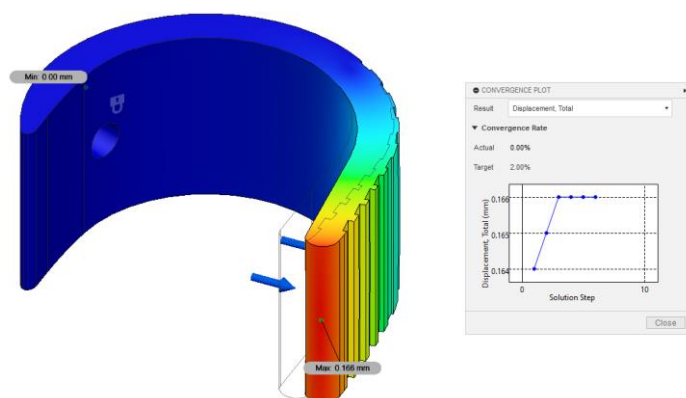 Min: 0.00 mm
Max: 0.166 mm
CONVERGENCE PLOT
Result Displacement, Total
Convergence Rate
Actual 0.00%
Target 2.00%
Displacement, Total (mm)
0.166
0.165
0.164
0 10
Solution Step
Close